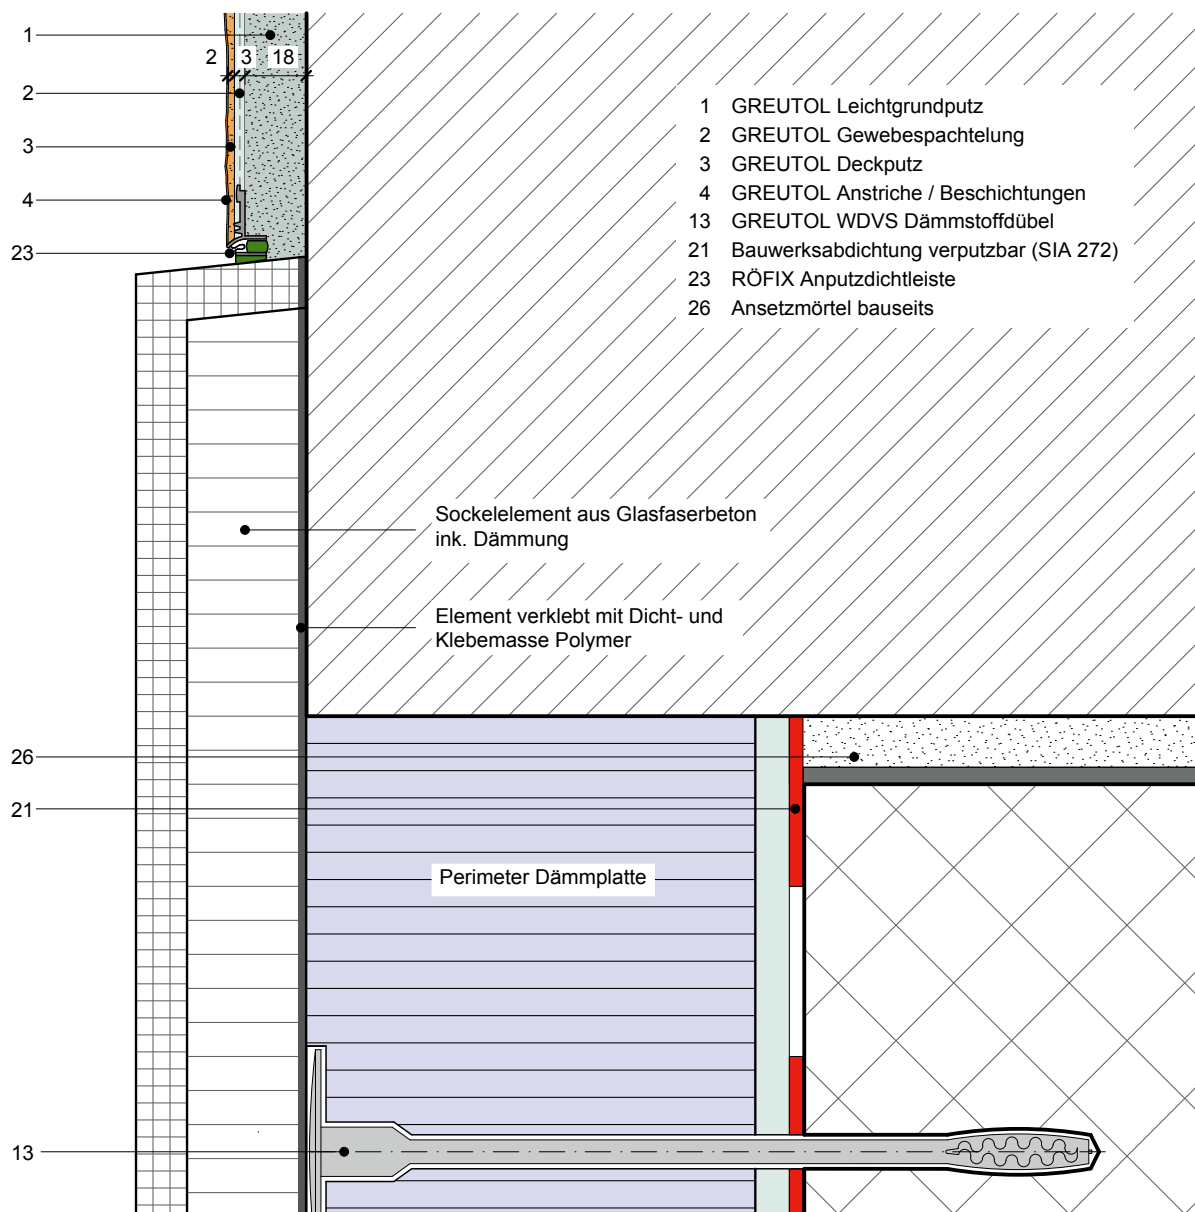 1
2 3 18
2
3
4
23
1 GREUTOL Leichtgrundputz
2 GREUTOL Gewebespachtelung
3 GREUTOL Deckputz
4 GREUTOL Anstriche / Beschichtungen
13 GREUTOL WDVS Dämmstoffdübel
21 Bauwerksabdichtung verputzbar (SIA 272)
23 RÖFIX Anputzdichtleiste
26 Ansetzmörtel bauseits
Sockelelement aus Glasfaserbeton
ink. Dämmung
Element verklebt mit Dicht- und
Klebemasse Polymer
26
21
Perimeter Dämmplatte
13